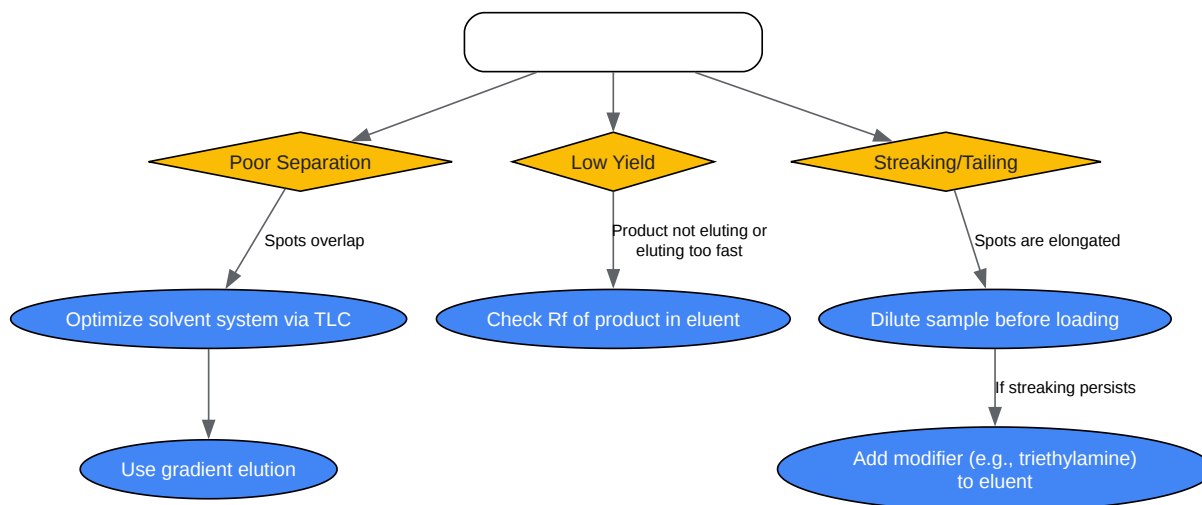 Poor Separation
Low Yield
Streaking/Tailing
Spots overlap
Product not eluting or
eluting too fast
Spots are elongated
Optimize solvent system via TLC
Check Rf of product in eluent
Dilute sample before loading
If streaking persists
Use gradient elution
Add modifier (e.g., triethylamine)
to eluent